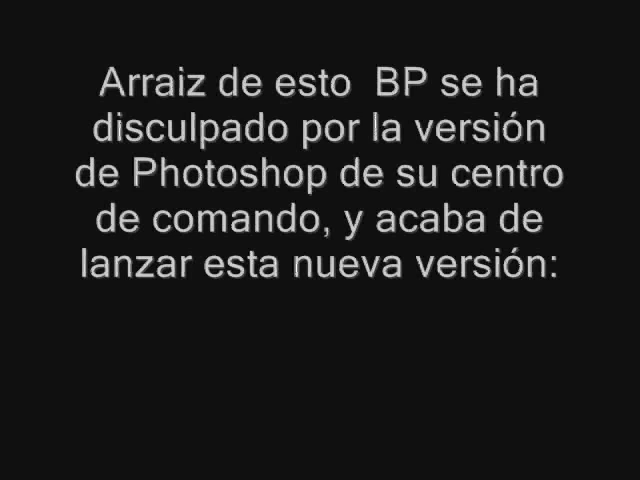 Arraiz de esto  BP se ha
disculpado por la versión
de Photoshop de su centro
de comando, y acaba de
lanzar esta nueva versión: